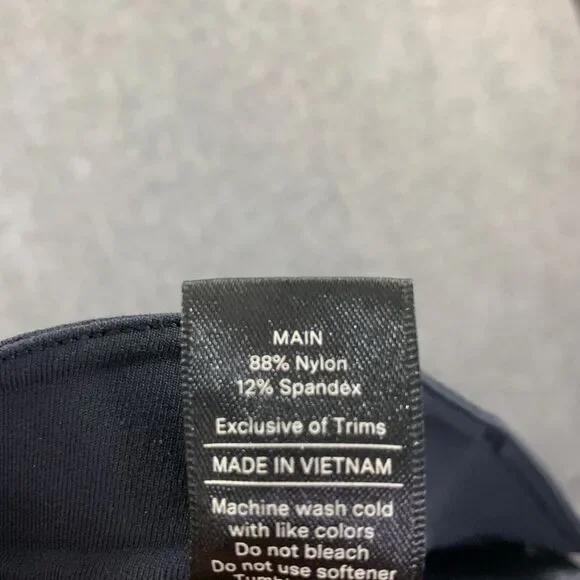 MAIN
88% Nylon
12% Spandex
Exclusive of Trims
MADE IN VIETNAM
Machine wash cold
with like colors
Do not bleach
Do not use softener